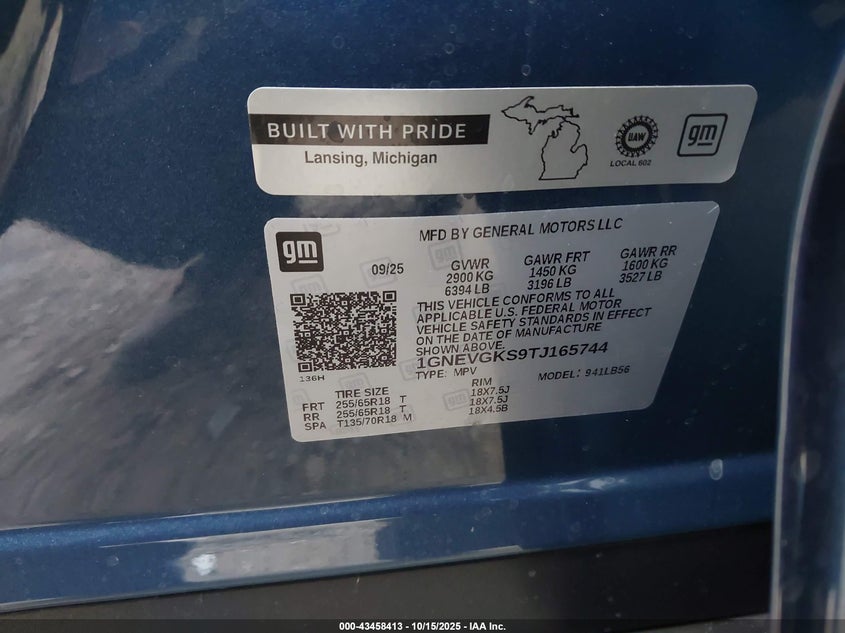 BUILT WITH PRIDE
Lansing, Michigan
UAW
LOCAL 602
gm
gm
MFD BY GENERAL MOTORS LLC
09/25
GVWR GAWR FRT GAWR RR
2900 KG 1450 KG 1600 KG
6394 LB 3196 LB 3527 LB
THIS VEHICLE CONFORMS TO ALL
APPLICABLE U.S. FEDERAL MOTOR
VEHICLE SAFETY STANDARDS IN EFFECT
ON THE DATE OF MANUFACTURE
SHOWN ABOVE.
1GNEVGKS9TJ165744
TYPE: MPV MODEL: 941LB56
136H
TIRE SIZE RIM
FRT 255/65R18 T 18X7.5J
RR 255/65R18 T 18X7.5J
SPA T135/70R18 M 18X4.5B
000-43458413 - 10/15/2025 - IAA Inc.